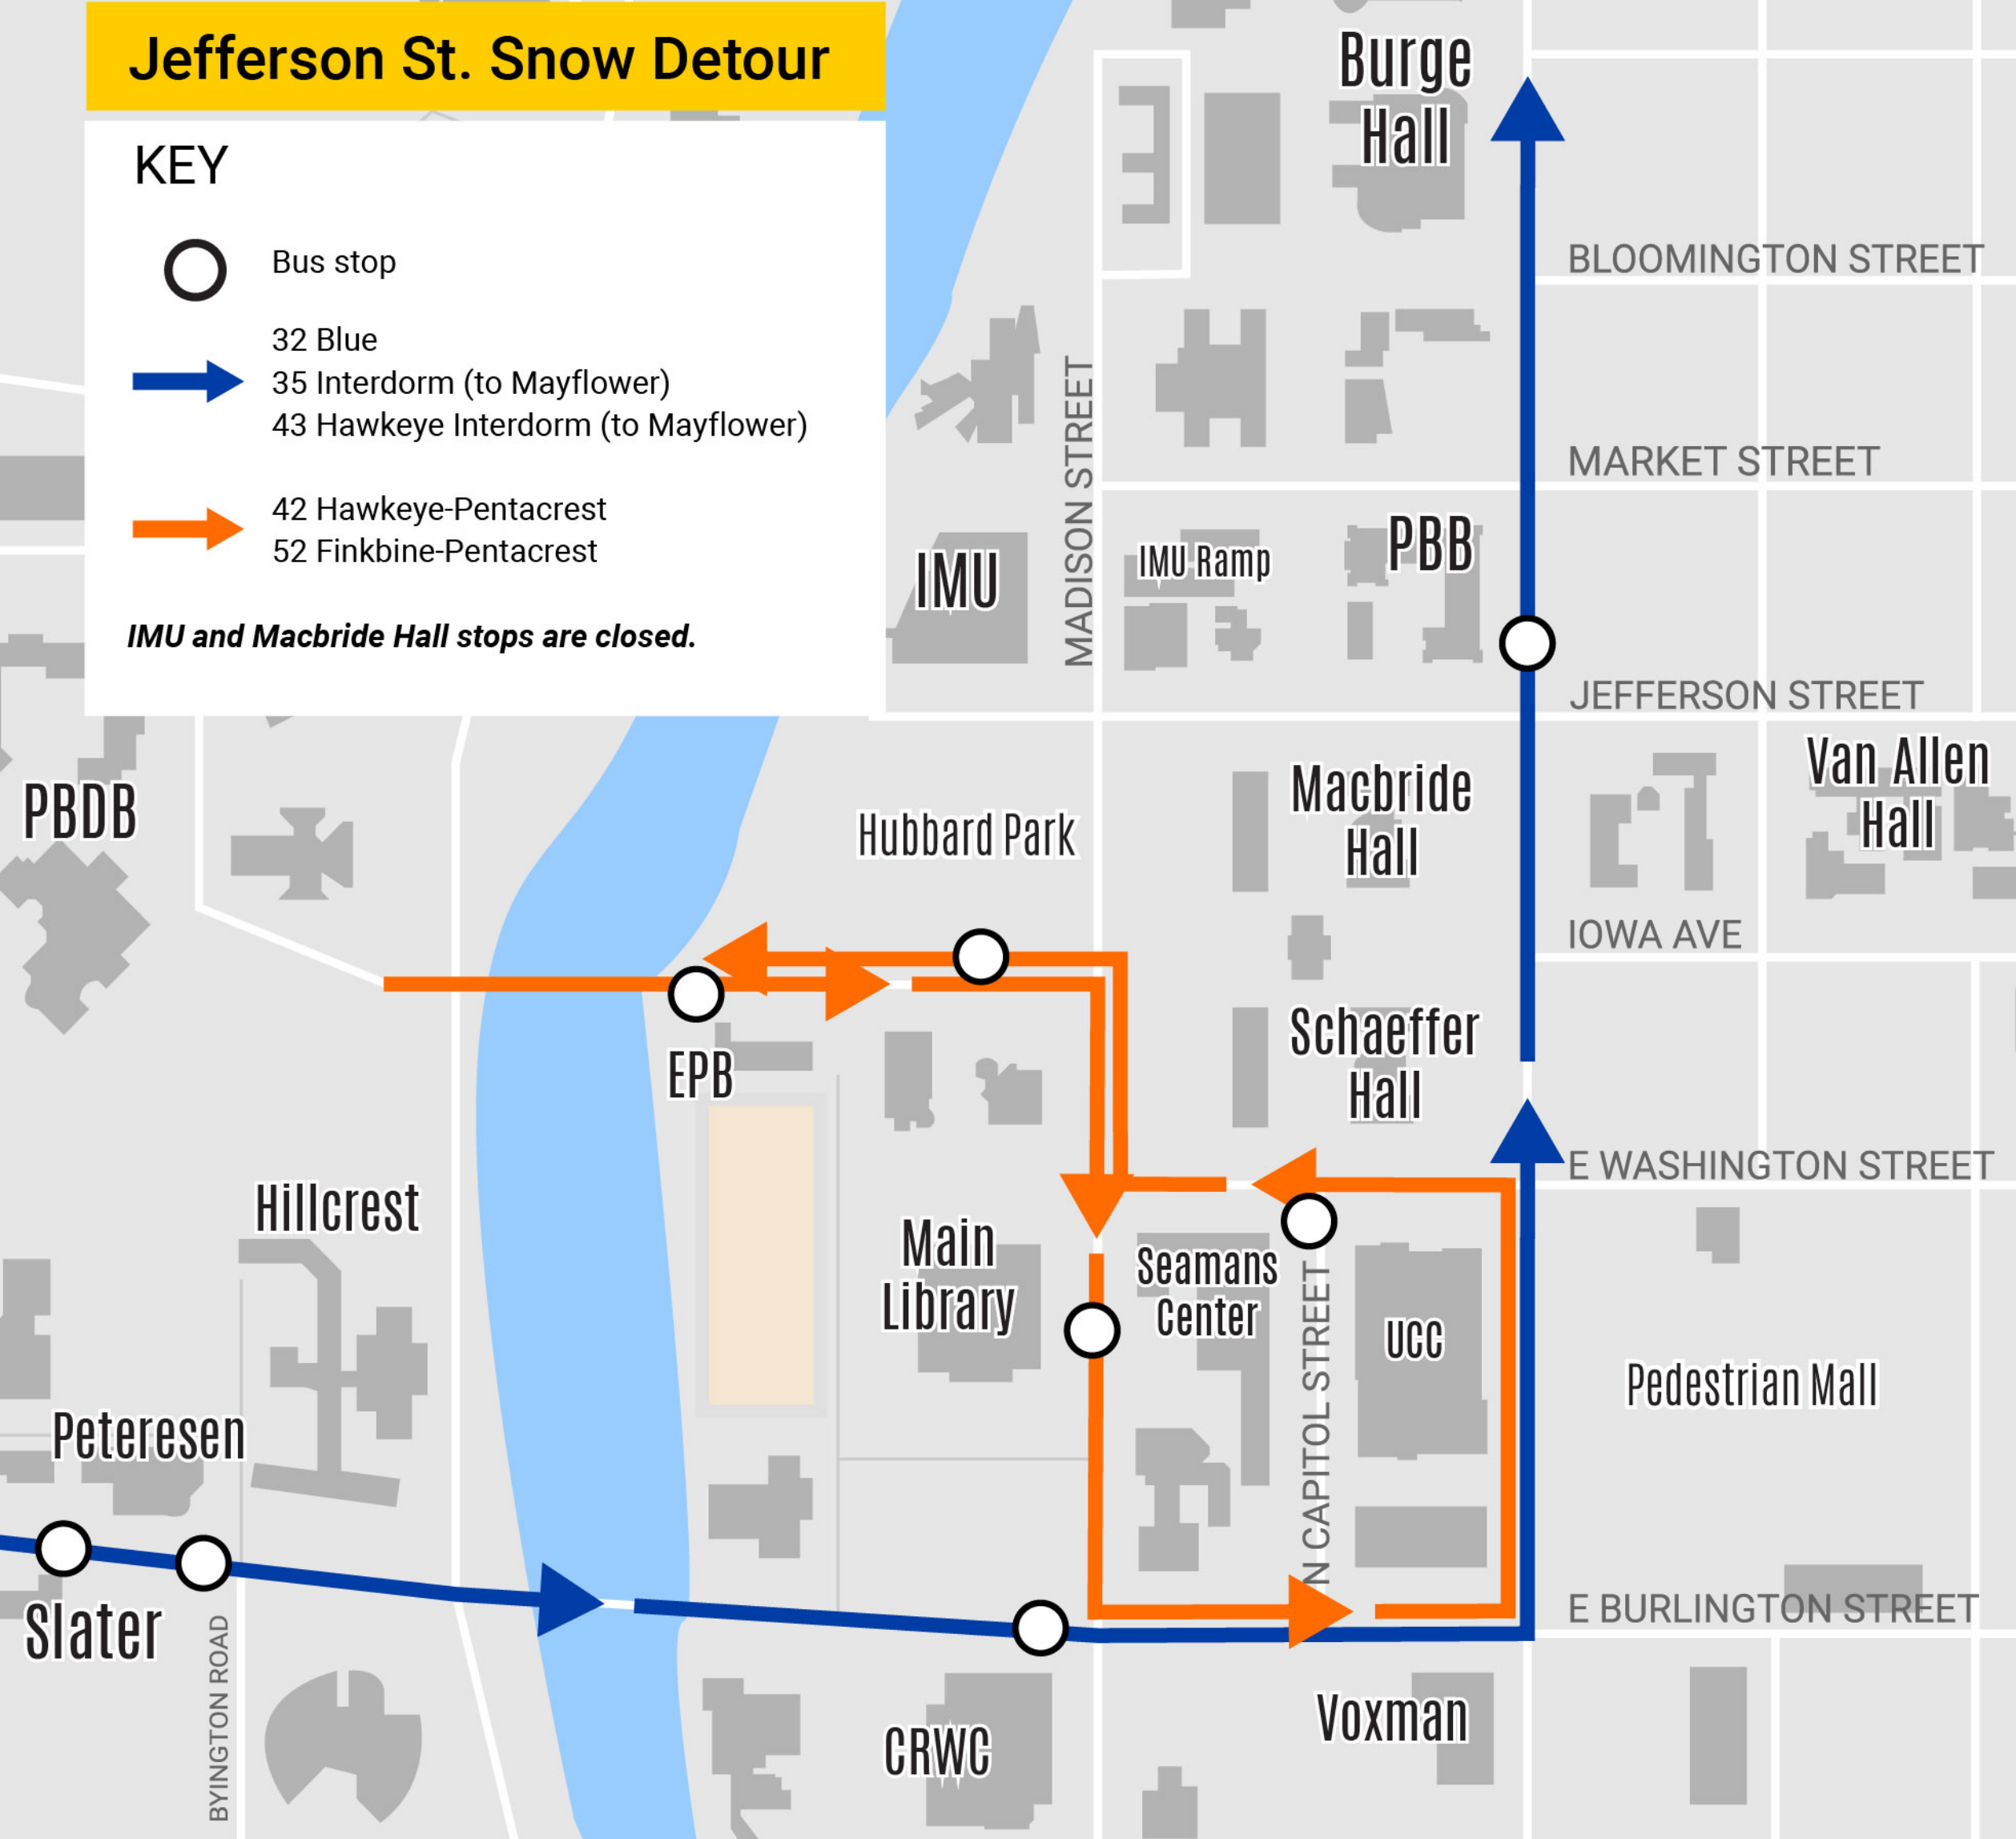 Jefferson St. Snow Detour
KEY
Bus stop
32 Blue
35 Interdorm (to Mayflower)
43 Hawkeye Interdorm (to Mayflower)
42 Hawkeye-Pentacrest
52 Finkbine-Pentacrest
IMU and Macbride Hall stops are closed.
Burge
Hall
BLOOMINGTON STREET
MADISON STREET
MARKET STREET
IMU
IMU Ramp
PBB
JEFFERSON STREET
PBDB
Hubbard Park
Macbride
Hall
Van Allen
Hall
IOWA AVE
EPB
Schaeffer
Hall
E WASHINGTON STREET
Hillcrest
Main
Library
Seamans
Center
N CAPITOL STREET
UCC
Pedestrian Mall
Peteresen
Slater
BYINGTON ROAD
E BURLINGTON STREET
CRWC
Voxman